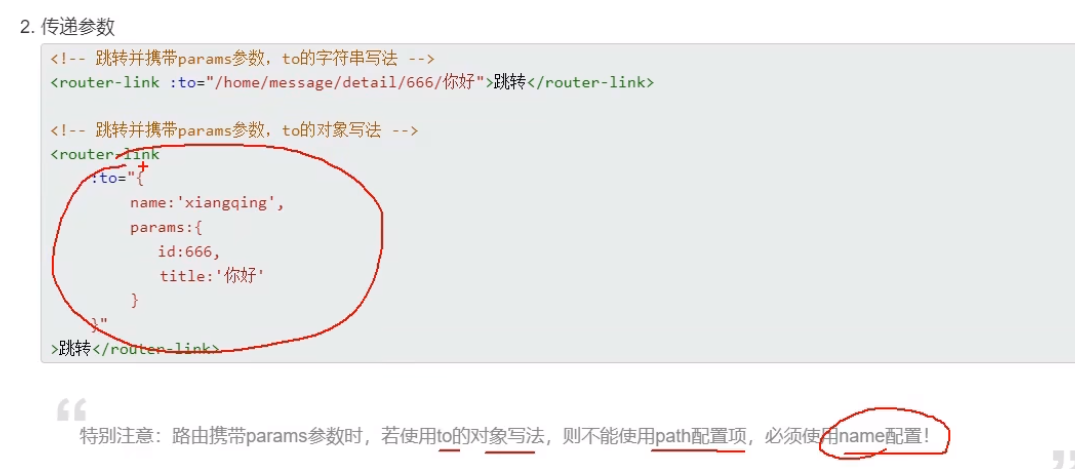 2. 传递参数
<!-- 跳转并携带params参数，to的字符串写法 -->
<router-link :to="/home/message/detail/666/你好">跳转</router-link>
<!-- 跳转并携带params参数，to的对象写法 -->
<router-link
:to="{
name:'xiangqing',
params:{
id:666,
title:'你好'
}
}"
>跳转</router-link>
特别注意：路由携带params参数时，若使用to的对象写法，则不能使用path配置项，必须使用name配置！